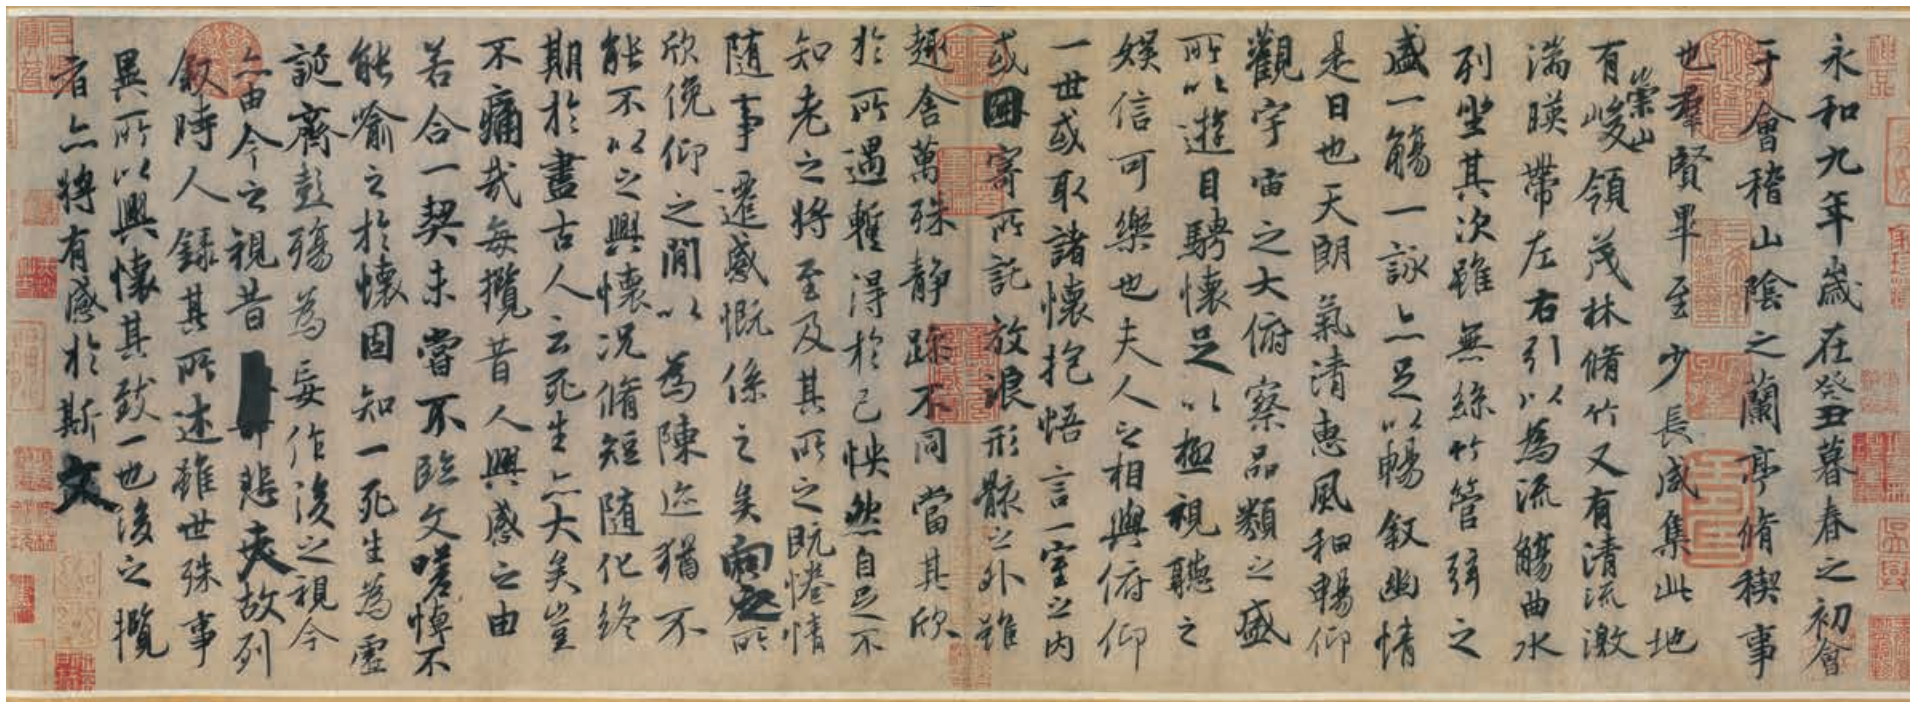 永和九年歲在癸丑暮春之初會
于會稽山陰之蘭亭脩稧事
也羣賢畢至少長咸集此地
有崇山峻領茂林脩竹又有清流激
湍暎帶左右引以為流觴曲水
列坐其次雖無絲竹管弦之
盛一觴一詠亦足以暢敘幽情
是日也天朗氣清惠風和暢仰
觀宇宙之大俯察品類之盛
所以遊目騁懷足以極視聽之
娛信可樂也夫人之相與俯仰
一世或取諸懷抱悟言一室之內
或因寄所託放浪形骸之外雖
趣舍萬殊靜躁不同當其欣
於所遇暫得於己怏然自足不
知老之將至及其所之既惓情
隨事遷感慨係之矣向之所
欣俛仰之閒以為陳迹猶不
能不以之興懷況脩短隨化終
期於盡古人云死生亦大矣豈
不痛哉每攬昔人興感之由
若合一契未嘗不臨文嗟悼不
能喻之於懷固知一死生為虛
誕齊彭殤為妄作後之視今
亦由今之視昔悲夫故列
敘時人錄其所述雖世殊事
異所以興懷其致一也後之攬
者亦將有感於斯文